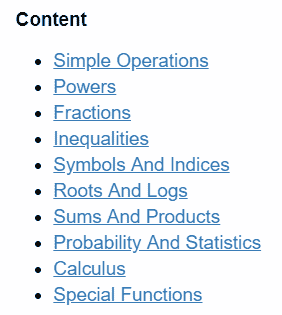 Content
Simple Operations
Powers
Fractions
Inequalities
Symbols And Indices
Roots And Logs
Sums And Products
Probability And Statistics
Calculus
Special Functions